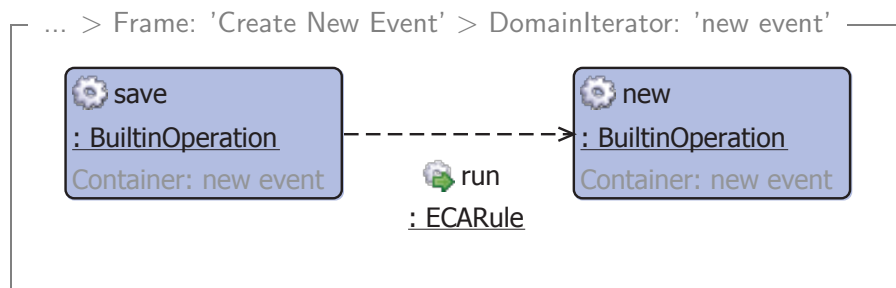 ... > Frame: 'Create New Event' > DomainIterator: 'new event'
save
: BuiltinOperation
Container: new event
new
: BuiltinOperation
Container: new event
run
: ECARule